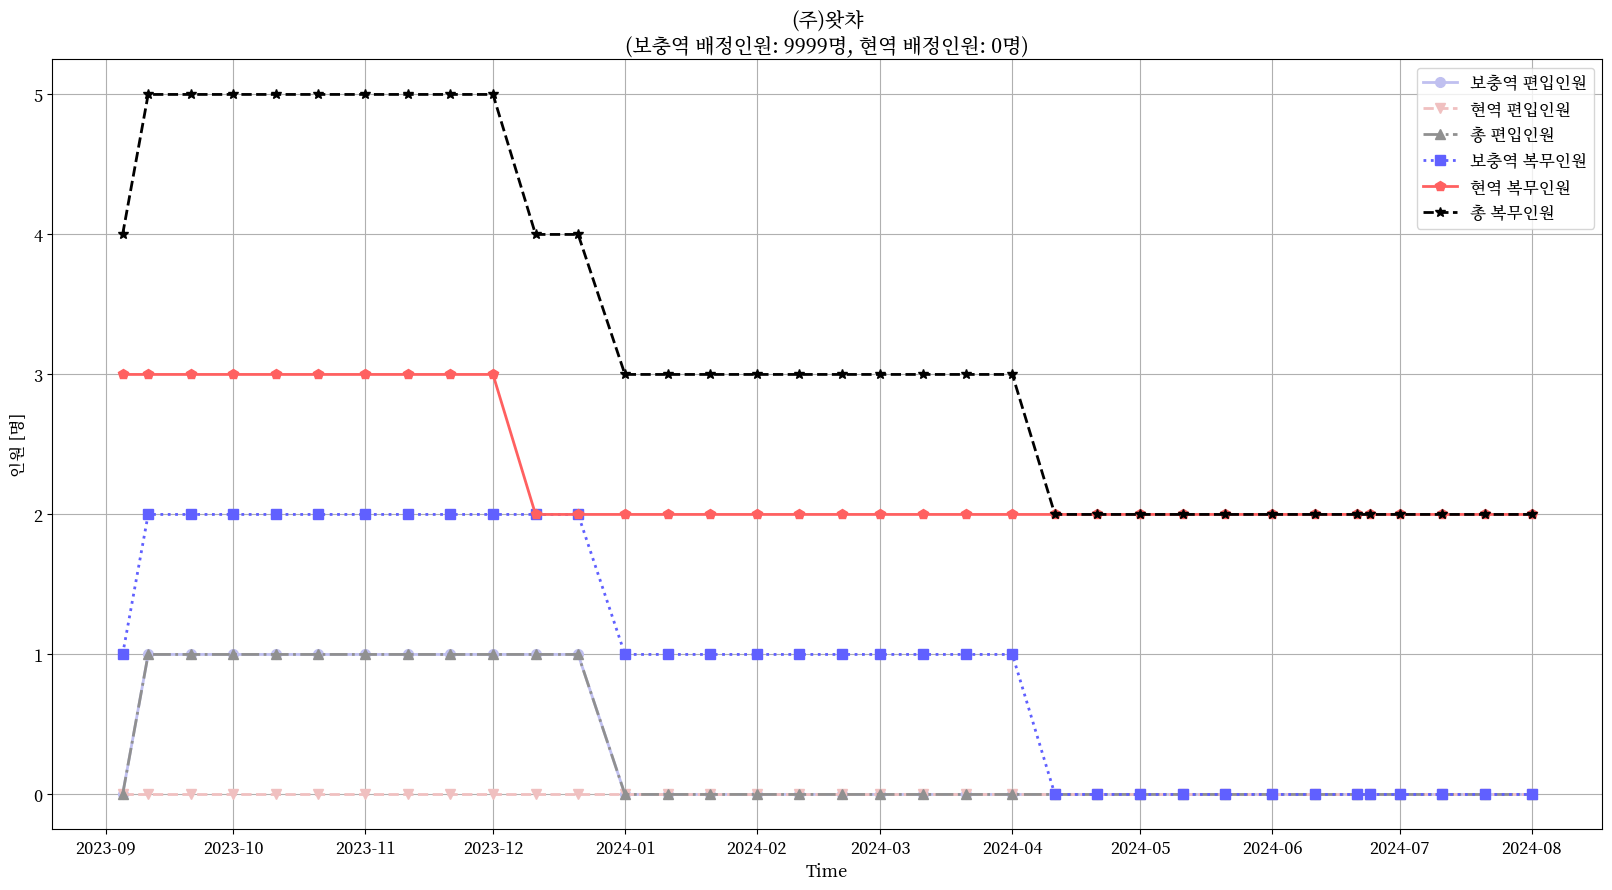 (주)왓챠
(보충역 배정인원: 9999명, 현역 배정인원: 0명)
보충역 편입인원
현역 편입인원
총 편입인원
보충역 복무인원
현역 복무인원
총 복무인원
인원 [명]
5
4
3
2
1
0
2023-09 2023-10 2023-11 2023-12 2024-01 2024-02 2024-03 2024-04 2024-05 2024-06 2024-07 2024-08
Time